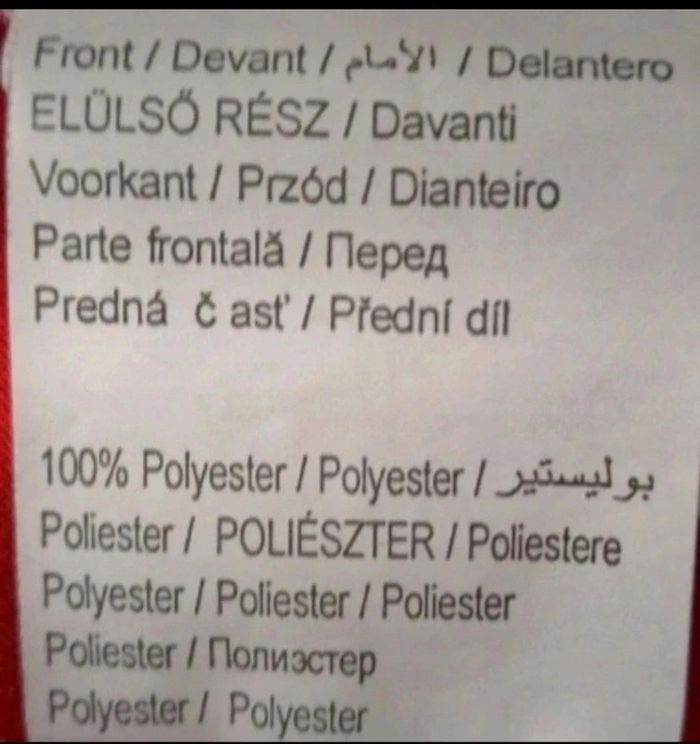 Front / Devant / الأمام / Delantero
ELÜLSŐ RÉSZ / Davanti
Voorkant / Przód / Dianteiro
Parte frontală / Перед
Predná č asť / Přední díl
100% Polyester / Polyester / بوليستير
Poliester / POLIÉSZTER / Poliestere
Polyester / Poliester / Poliester
Poliester / Полиэстер
Polyester / Polyester